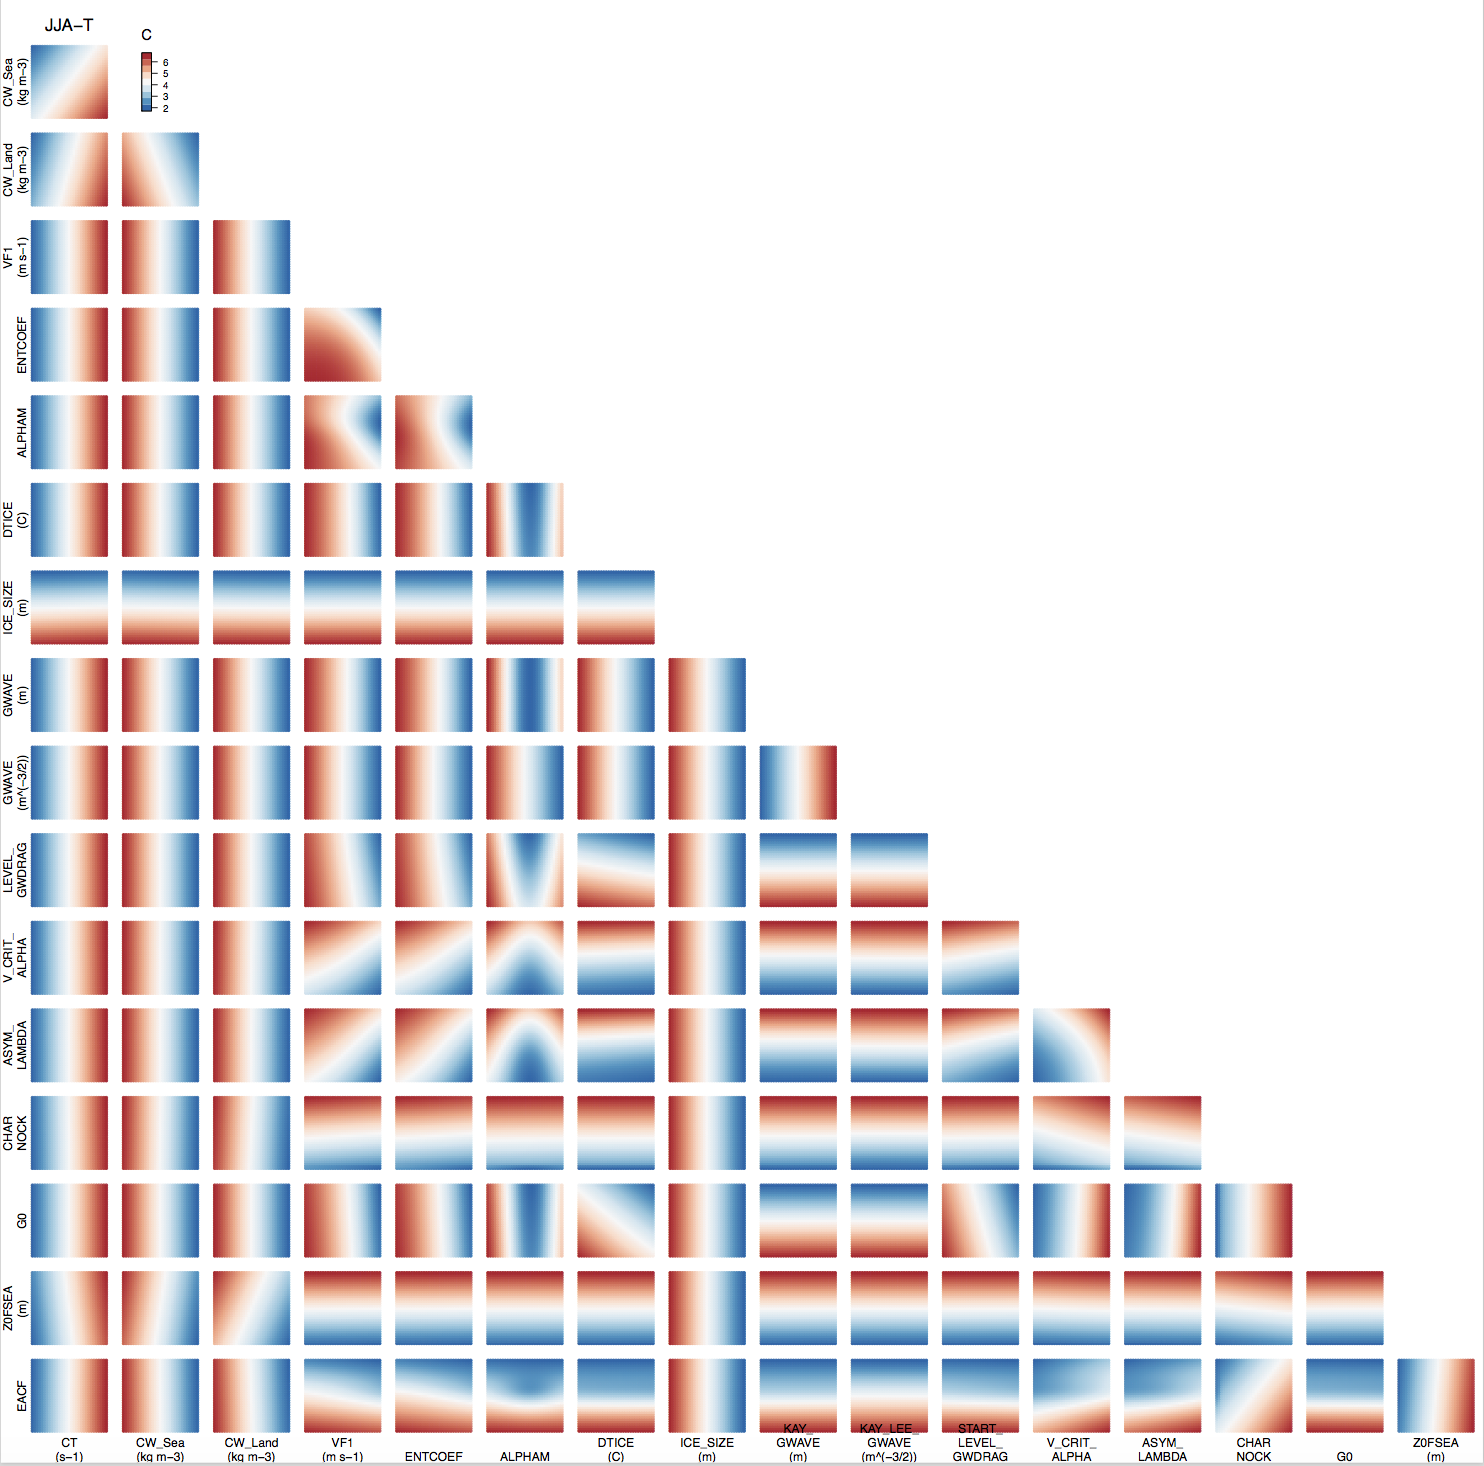 JJA−T
C
6
5
4
3
2
CW_Sea
(kg m−3)
CW_Land
(kg m−3)
VF1
(m s−1)
ENTCOEF
ALPHAM
DTICE
(C)
ICE_SIZE
(m)
GWAVE
(m)
GWAVE
(m^(−3/2))
LEVEL_
GWDRAG
V_CRIT_
ALPHA
ASYM_
LAMBDA
CHAR
NOCK
G0
Z0FSEA
(m)
EACF
CT
(s−1)
CW_Sea
(kg m−3)
CW_Land
(kg m−3)
VF1
(m s−1)
ENTCOEF
ALPHAM
DTICE
(C)
ICE_SIZE
(m)
KAY_
GWAVE
(m)
KAY_LEE_
GWAVE
(m^(−3/2))
START_
LEVEL_
GWDRAG
V_CRIT_
ALPHA
ASYM_
LAMBDA
CHAR
NOCK
G0
Z0FSEA
(m)